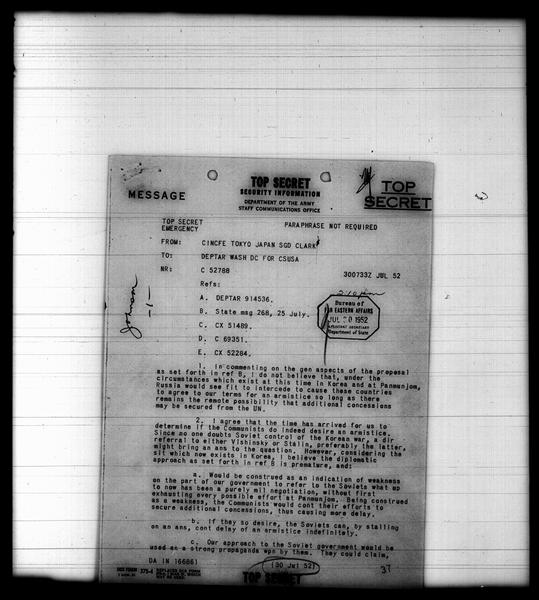 TOP SECRET
SECURITY INFORMATION
DEPARTMENT OF THE ARMY
STAFF COMMUNICATIONS OFFICE
MESSAGE
TOP
SECRET
TOP SECRET
EMERGENCY
PARAPHRASE NOT REQUIRED
FROM: CINCFE TOKYO JAPAN SGD CLARK
TO: DEPTAR WASH DC FOR CSUSA
NR: C 52788
300733Z JUL 52
Refs:
A. DEPTAR 914536.
B. State msg 268, 25 July.
C. CX 51489.
D. C 69351.
E. CX 52284.
Johnson
-1-
Bureau of
FAR EASTERN AFFAIRS
JUL 30 1952
ASSISTANT SECRETARY
Department of State
1. In commenting on the gen aspects of the proposal
as set forth in ref B, I do not believe that, under the
circumstances which exist at this time in Korea and at Panmunjom,
Russia would see fit to intercede to cause those countries
to agree to our terms for an armistice so long as there
remains the remote possibility that additional concessions
may be secured from the UN.
2. I agree that the time has arrived for us to
determine if the Communists do indeed desire an armistice.
Since no one doubts Soviet control of the Korean war, a dir
referral to either Vishinsky or Stalin, preferably the latter,
might bring an ans to the question. However, considering the
sit which now exists in Korea, I believe the diplomatic
approach as set forth in ref B is premature, and:
a. Would be construed as an indication of weakness
on the part of our government to refer to the Soviets what up
to now has been a purely mil negotiation, without first
exhausting every possible effort at Panmunjom. Being construed
as a weakness, the Communists would cont their efforts to
secure additional concessions, thus causing more delay.
b. If they so desire, the Soviets can, by stalling
on an ans, cont delay of an armistice indefinitely.
c. Our approach to the Soviet government would be
used as a strong propaganda wpn by them. They could claim,
DA IN 166861
(30 Jul 52)
37
375-4
TOP SECRET